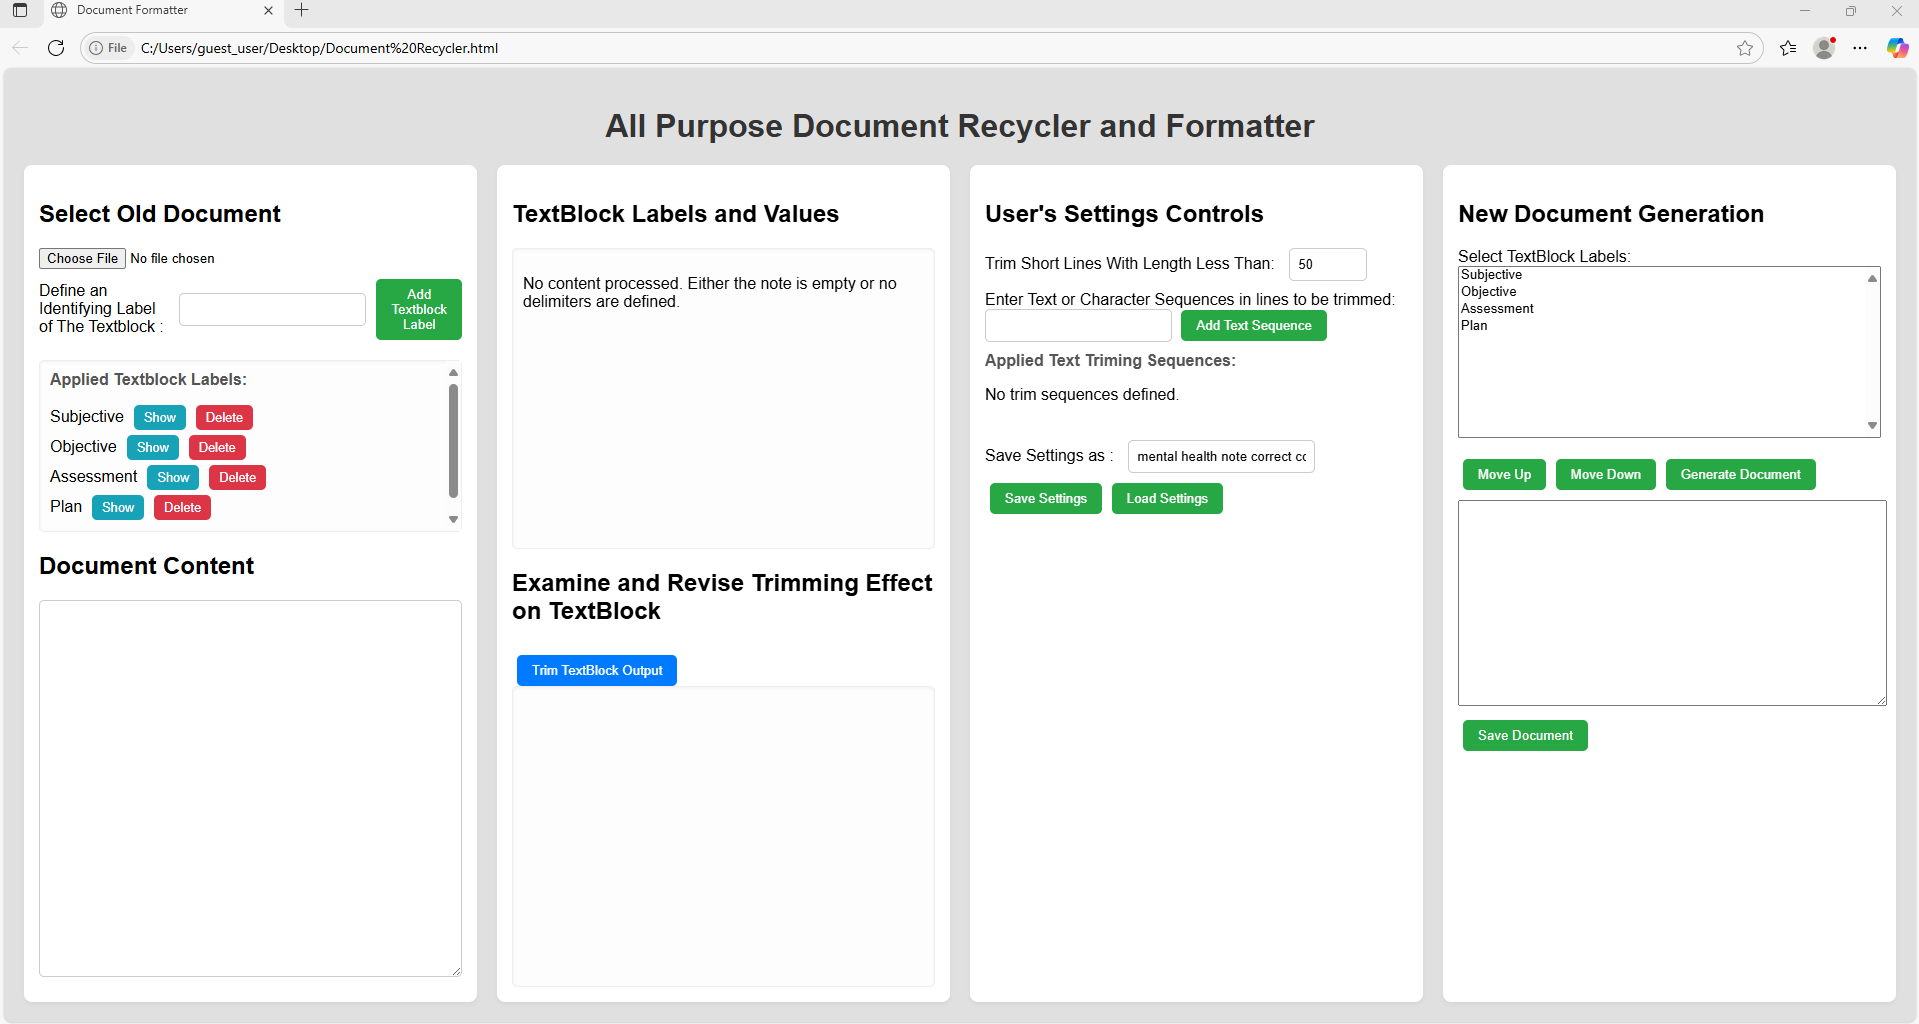 Document Formatter
File
C:/Users/guest_user/Desktop/Document%20Recycler.html
All Purpose Document Recycler and Formatter
Select Old Document
Choose File No file chosen
Define an
Identifying Label
of The Textblock :
Add
Textblock
Label
Applied Textblock Labels:
Subjective Show Delete
Objective Show Delete
Assessment Show Delete
Plan Show Delete
Document Content
TextBlock Labels and Values
No content processed. Either the note is empty or no
delimiters are defined.
Examine and Revise Trimming Effect
on TextBlock
Trim TextBlock Output
User's Settings Controls
Trim Short Lines With Length Less Than: 50
Enter Text or Character Sequences in lines to be trimmed:
Add Text Sequence
Applied Text Triming Sequences:
No trim sequences defined.
Save Settings as : mental health note correct cc
Save Settings Load Settings
New Document Generation
Select TextBlock Labels:
Subjective
Objective
Assessment
Plan
Move Up Move Down Generate Document
Save Document